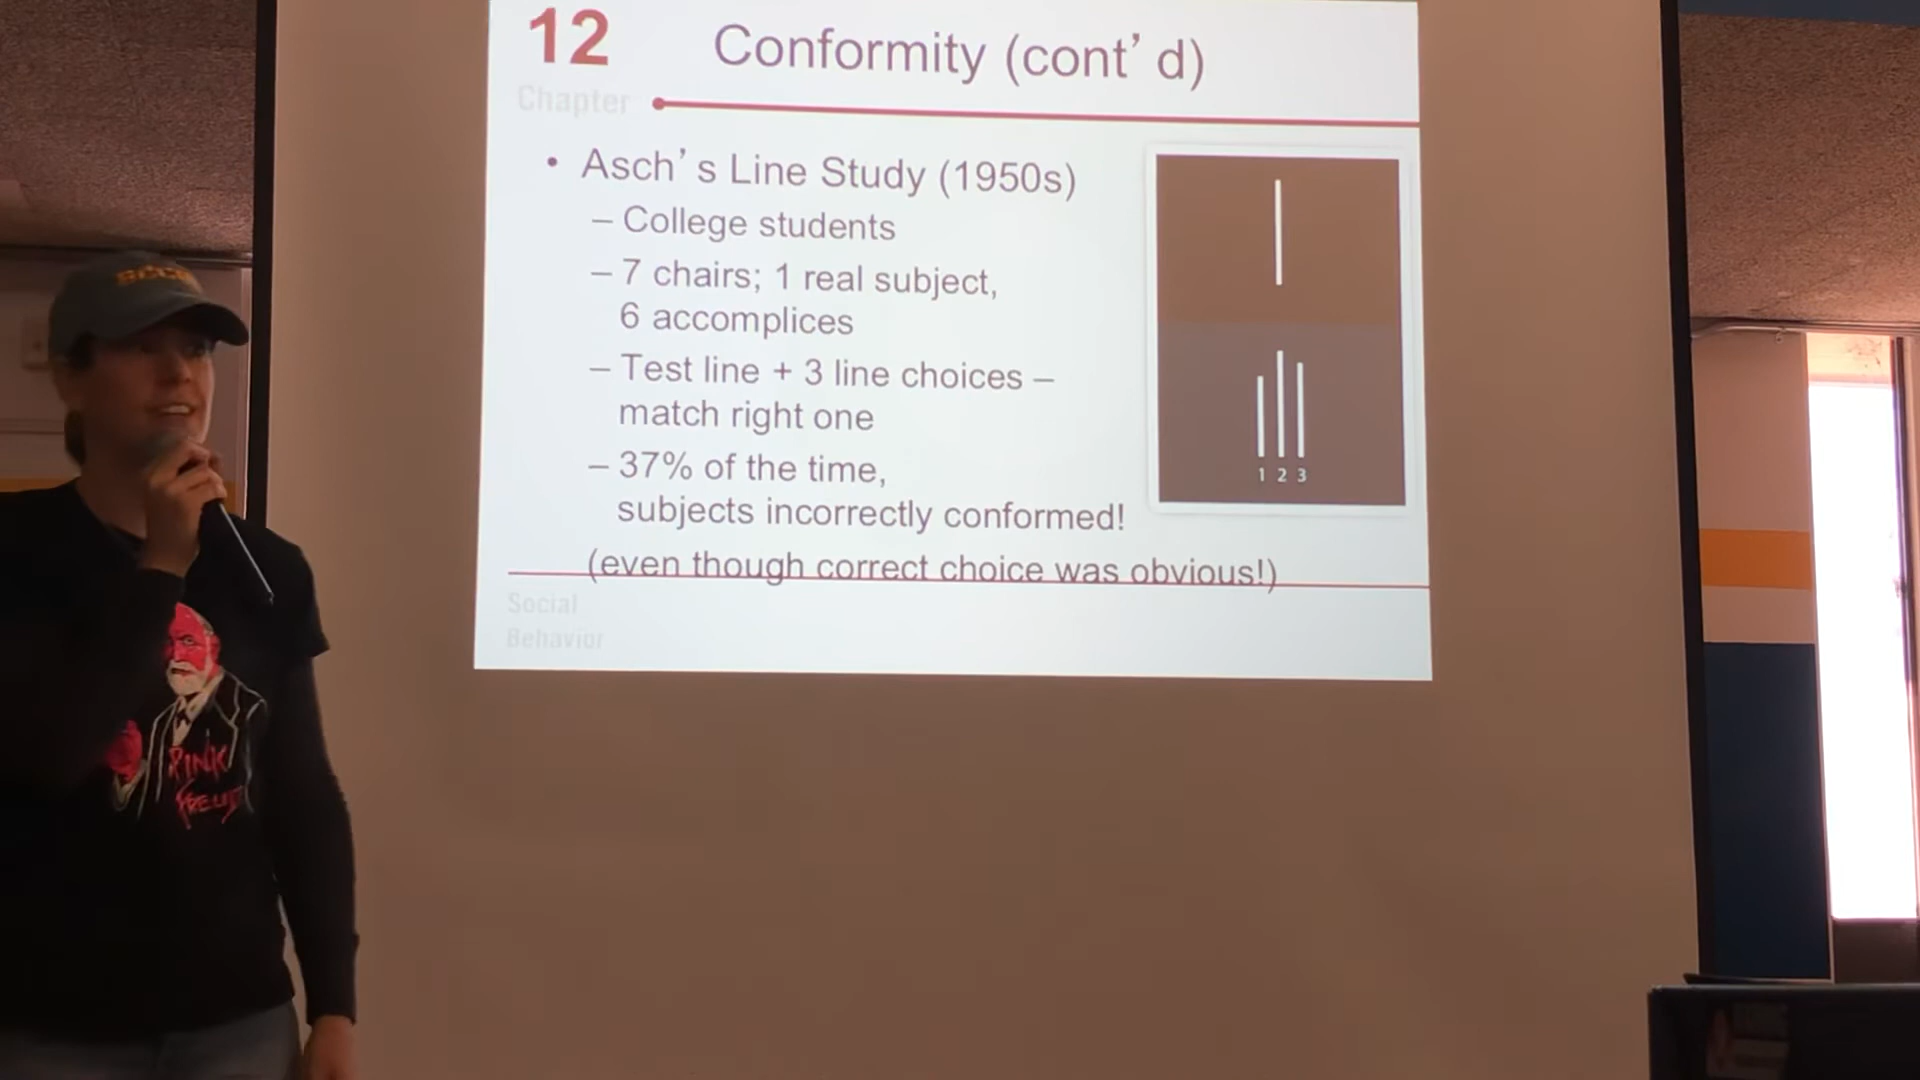 12
Conformity (cont’ d)
Chapter
• Asch’ s Line Study (1950s)
– College students
– 7 chairs; 1 real subject,
6 accomplices
– Test line + 3 line choices –
match right one
– 37% of the time,
subjects incorrectly conformed!
(even though correct choice was obvious!)
1 2 3
Social
Behavior
PINK
FREUD